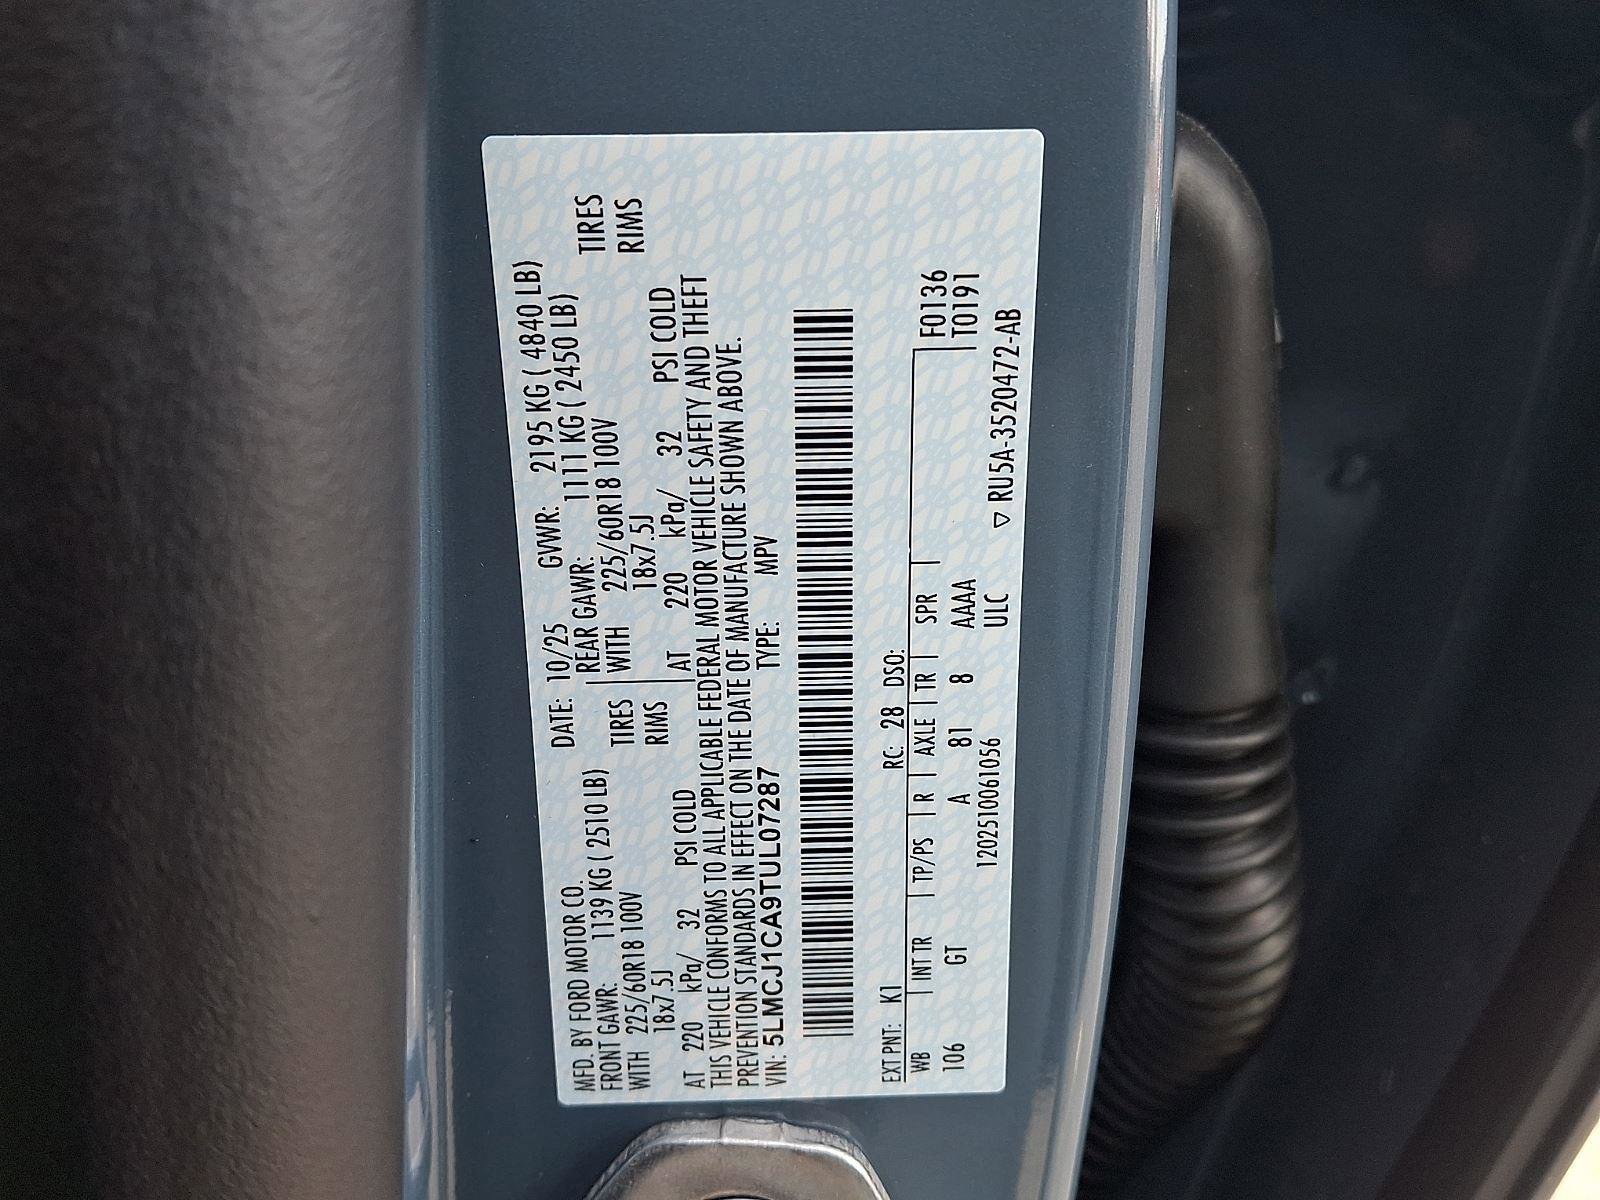 MFD. BY FORD MOTOR CO. DATE: 10/25 GVWR: 2195 KG ( 4840 LB)
FRONT GAWR: 1139 KG ( 2510 LB) REAR GAWR: 1111 KG ( 2450 LB)
WITH 225/60R18 100V TIRES WITH 225/60R18 100V TIRES
18x7.5J RIMS 18x7.5J RIMS
AT 220 kPa/ 32 PSI COLD AT 220 kPa/ 32 PSI COLD
THIS VEHICLE CONFORMS TO ALL APPLICABLE FEDERAL MOTOR VEHICLE SAFETY AND THEFT
PREVENTION STANDARDS IN EFFECT ON THE DATE OF MANUFACTURE SHOWN ABOVE.
VIN: 5LMCJ1CA9TUL07287 TYPE: MPV
EXT PNT: K1 RC: 28 DSO: F0136
WB INT TR TP/PS R AXLE TR SPR T0191
106 GT A 81 8 AAAA
1202510061056 ULC ▽ RU5A-3520472-AB